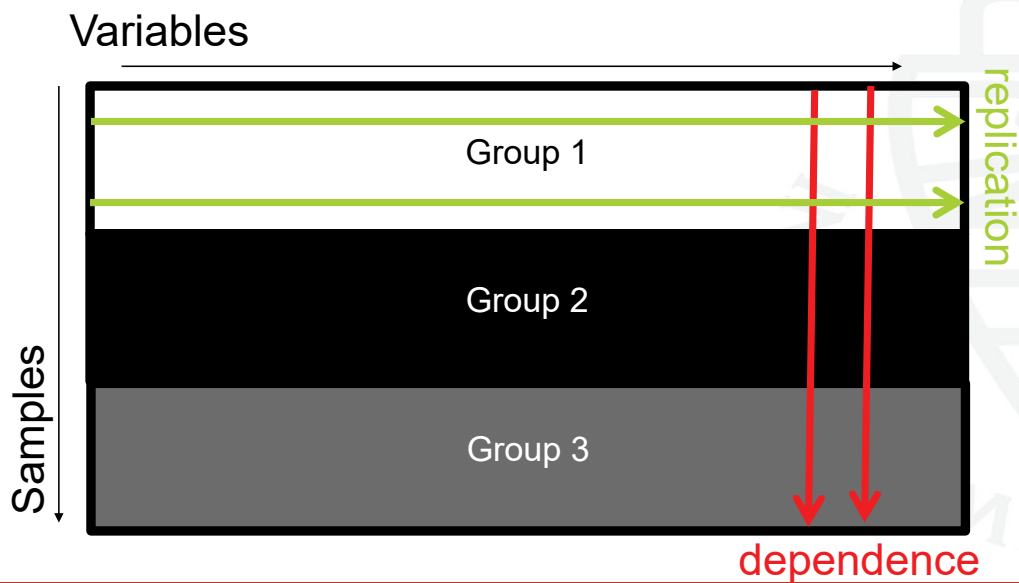 Variables
replication
Group 1
Group 2
Samples
Group 3
dependence